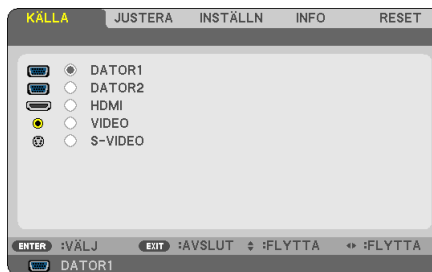 KÄLLA JUSTERA INSTÄLLN INFO RESET
DATOR1
DATOR2
HDMI
VIDEO
S-VIDEO
ENTER :VÄLJ EXIT :AVSLUT :FLYTTA :FLYTTA
DATOR1